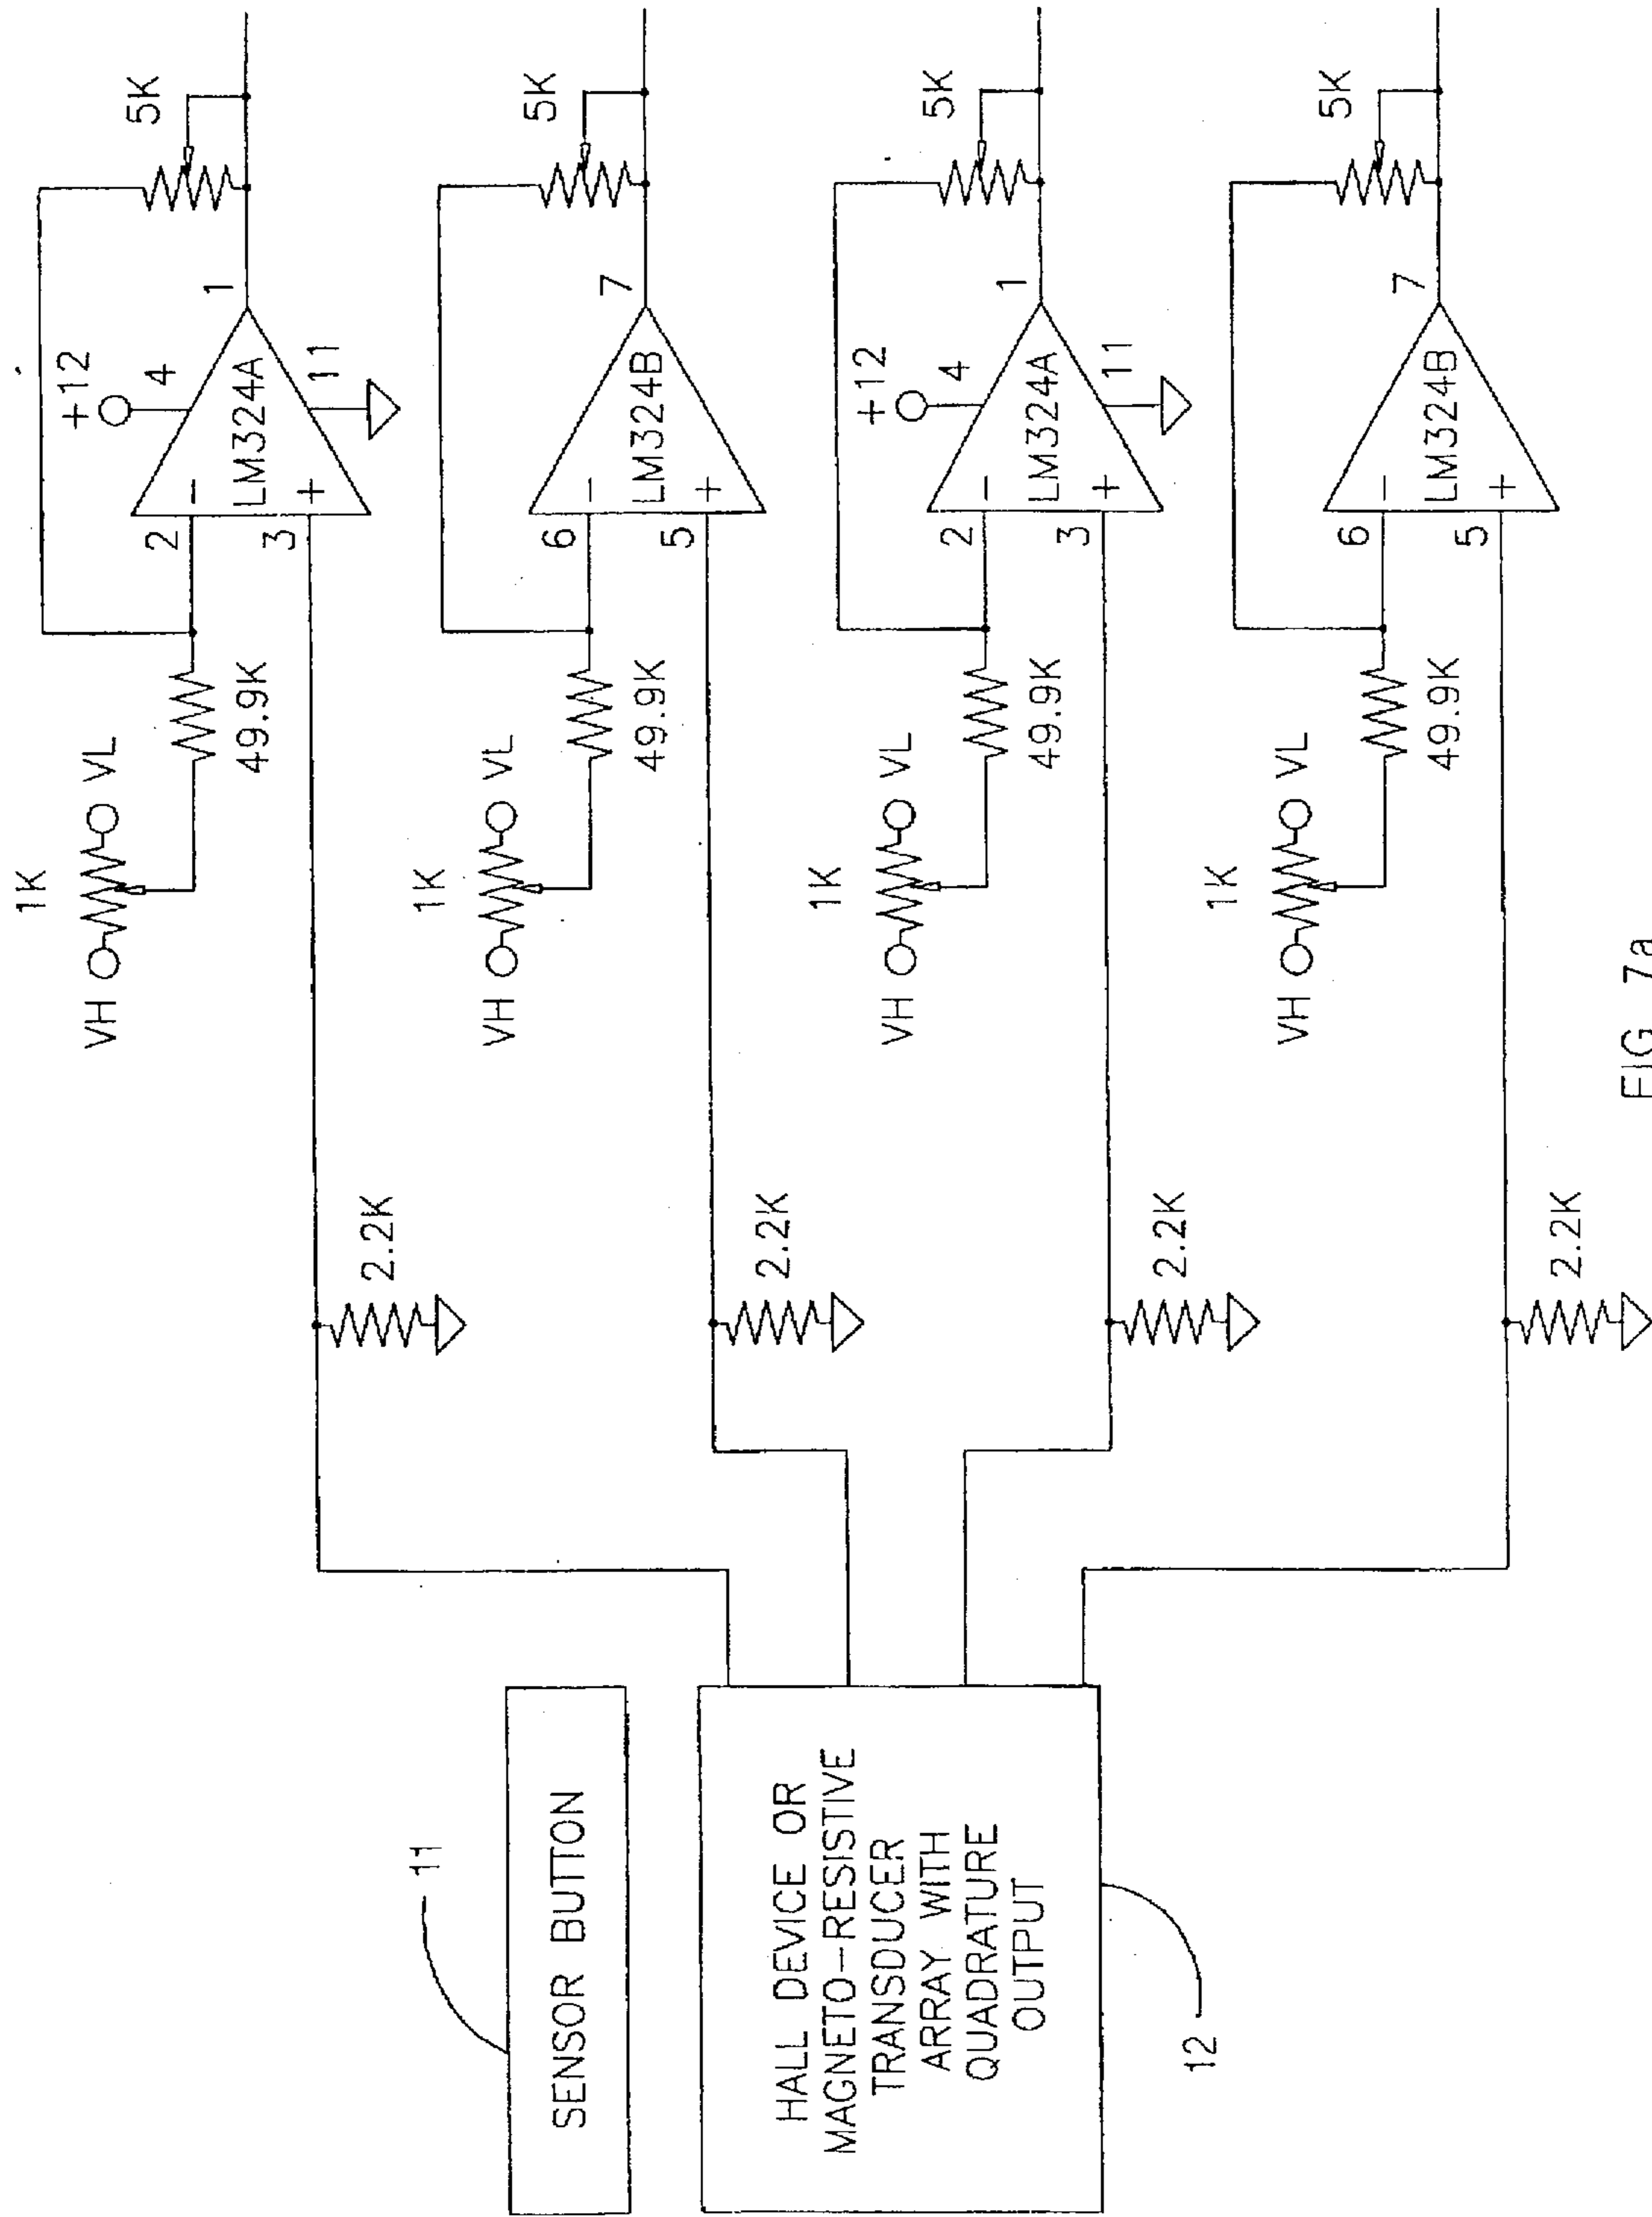 11
SENSOR BUTTON
HALL DEVICE OR
MAGNETO-RESISTIVE
TRANSDUCER
ARRAY WITH
QUADRATURE
OUTPUT
12
2.2K
VH
1K
VL
49.9K
2
3
-
+
LM324A
+12
4
11
1
5K
2.2K
VH
1K
VL
49.9K
6
5
-
+
LM324B
7
5K
2.2K
VH
1K
VL
49.9K
2
3
-
+
LM324A
+12
4
11
1
5K
2.2K
VH
1K
VL
49.9K
6
5
-
+
LM324B
7
5K
FIG 7a